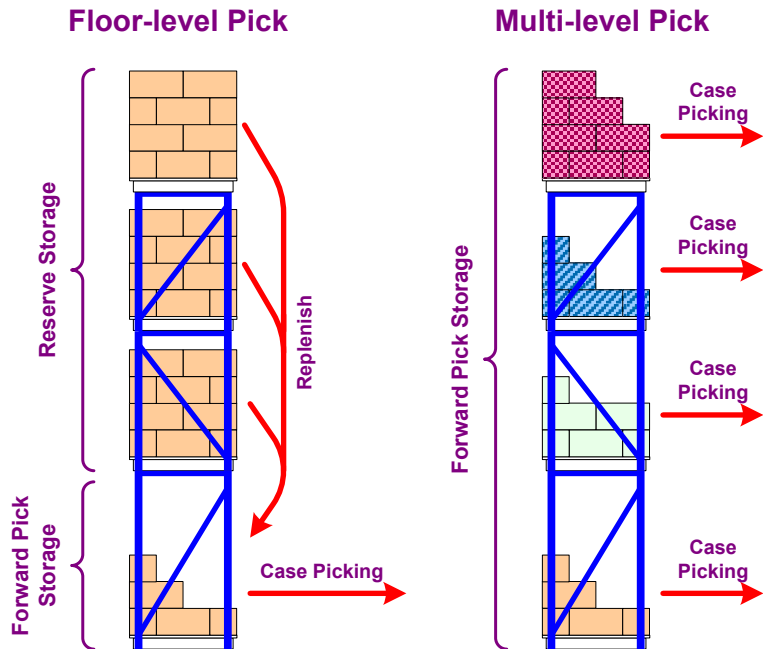 Floor-level Pick
Reserve Storage
Replenish
Forward Pick
Storage
Case Picking
Multi-level Pick
Forward Pick Storage
Case
Picking
Case
Picking
Case
Picking
Case
Picking